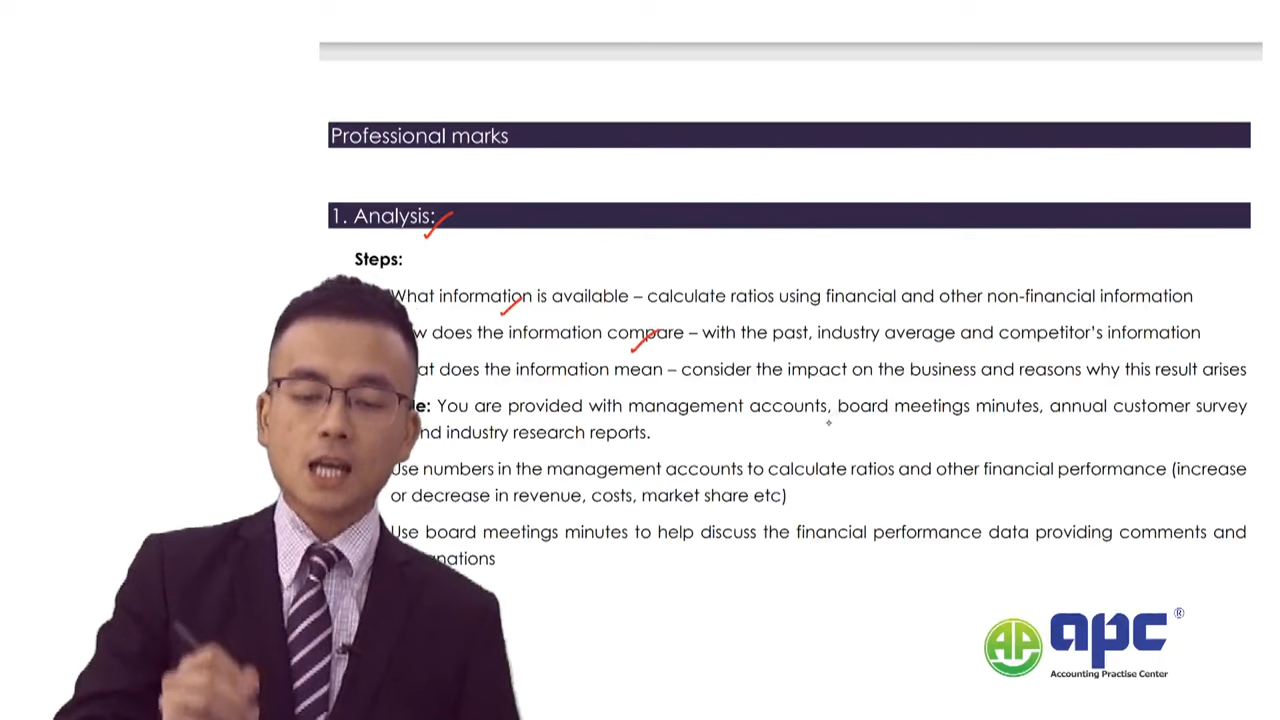 Professional marks
1. Analysis:
Steps:
What information is available – calculate ratios using financial and other non-financial information
does the information compare – with the past, industry average and competitor's information
does the information mean – consider the impact on the business and reasons why this result arises
You are provided with management accounts, board meetings minutes, annual customer survey
industry research reports.
Use numbers in the management accounts to calculate ratios and other financial performance (increase
or decrease in revenue, costs, market share etc)
Use board meetings minutes to help discuss the financial performance data providing comments and
AP apc ®
Accounting Practise Center